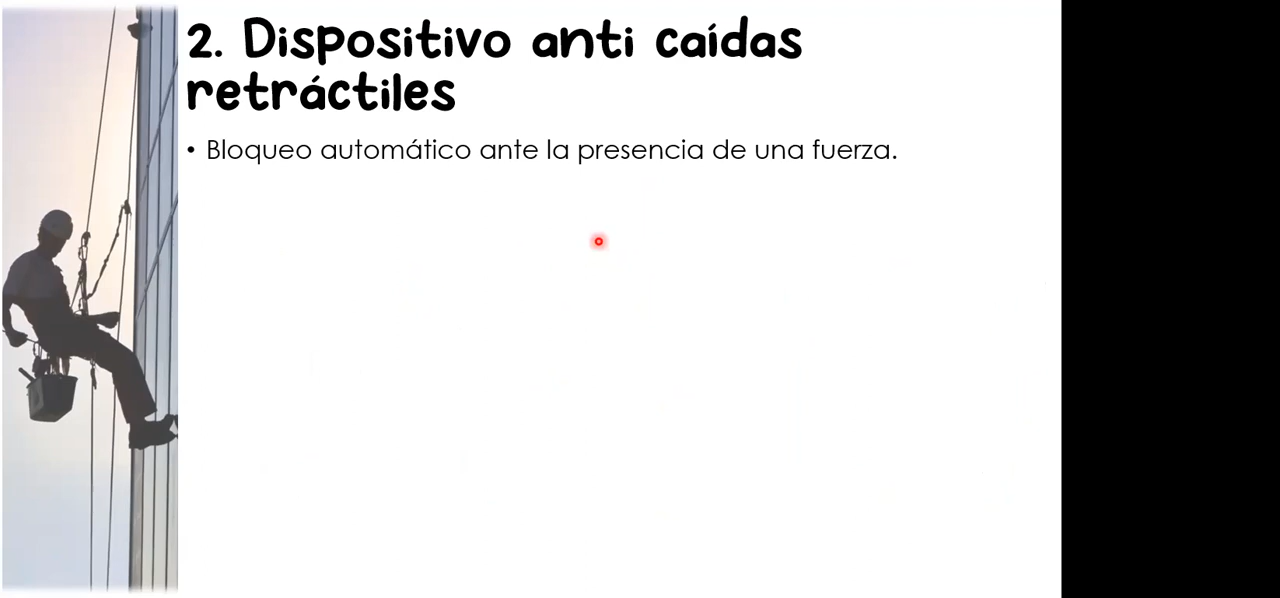 2. Dispositivo anti caídas
retráctiles
• Bloqueo automático ante la presencia de una fuerza.